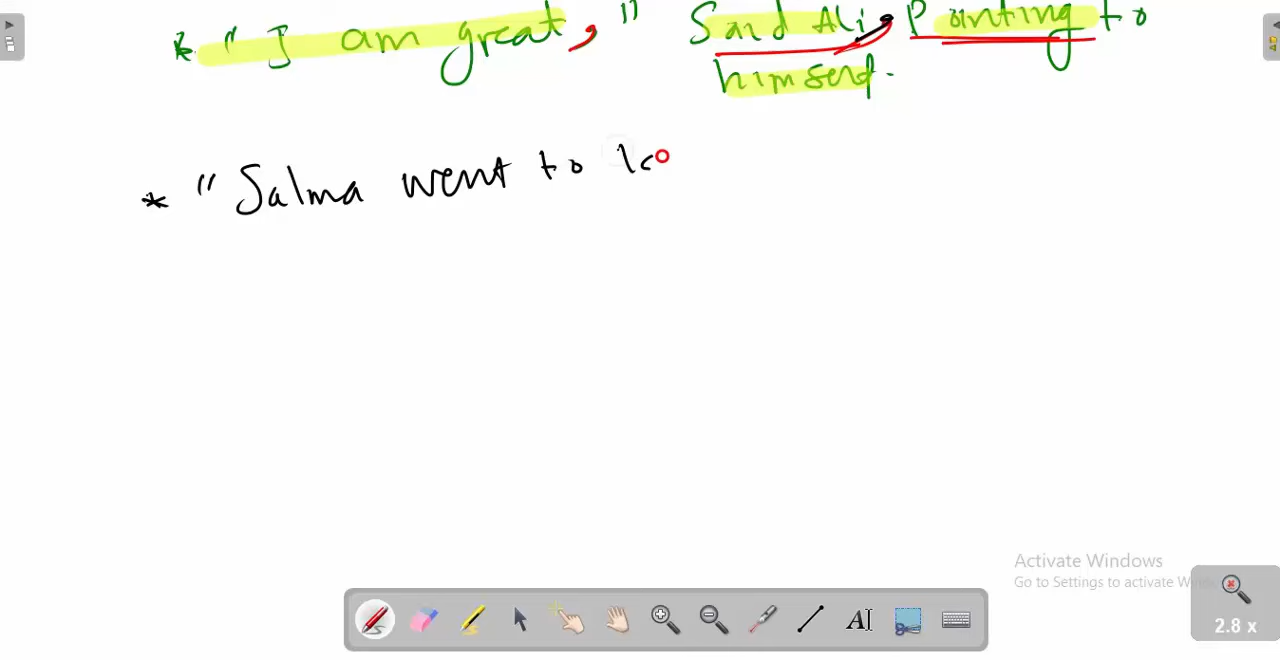 * " I am great, " Said Ali, Pointing to
himself.
* " Salma went to
Activate Windows
Go to Settings to activate Wi
AI
2.8 x